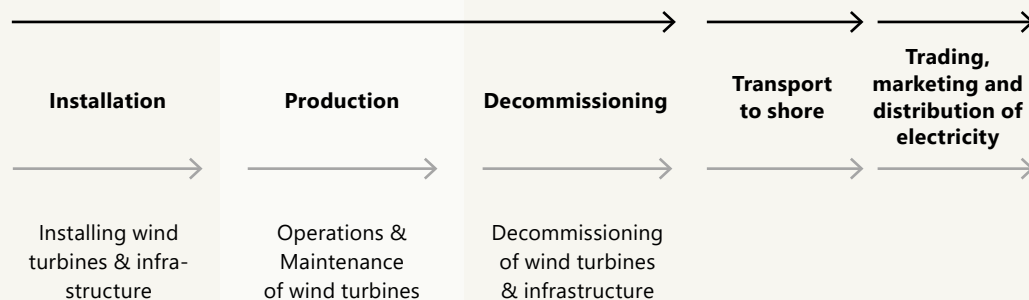 Installation
Production
Decommissioning
Transport
to shore
Trading,
marketing and
distribution of
electricity
Installing wind
turbines & infra-
structure
Operations &
Maintenance
of wind turbines
Decommissioning
of wind turbines
& infrastructure